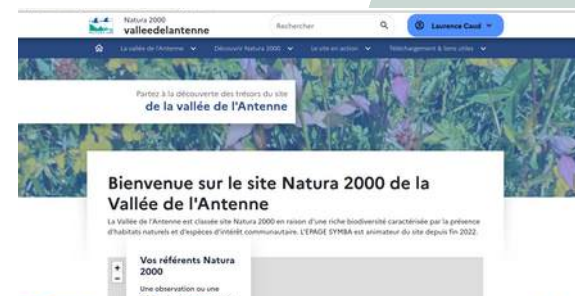 Natura 2000
valleedelantenne
Rechercher
Laurence Caud
La vallée de l'Antenne
Découvrir Natura 2000
Le site en action
Téléchargement & liens utiles
Partez à la découverte des trésors du site
de la vallée de l'Antenne
Bienvenue sur le site Natura 2000 de la
Vallée de l'Antenne
La Vallée de l'Antenne est classée site Natura 2000 en raison d'une riche biodiversité caractérisée par la présence
d'habitats naturels et d'espèces d'intérêt communautaire. L'EPAGE SYMBA est animateur du site depuis fin 2022.
+
−
Vos référents Natura
2000
Une observation ou une